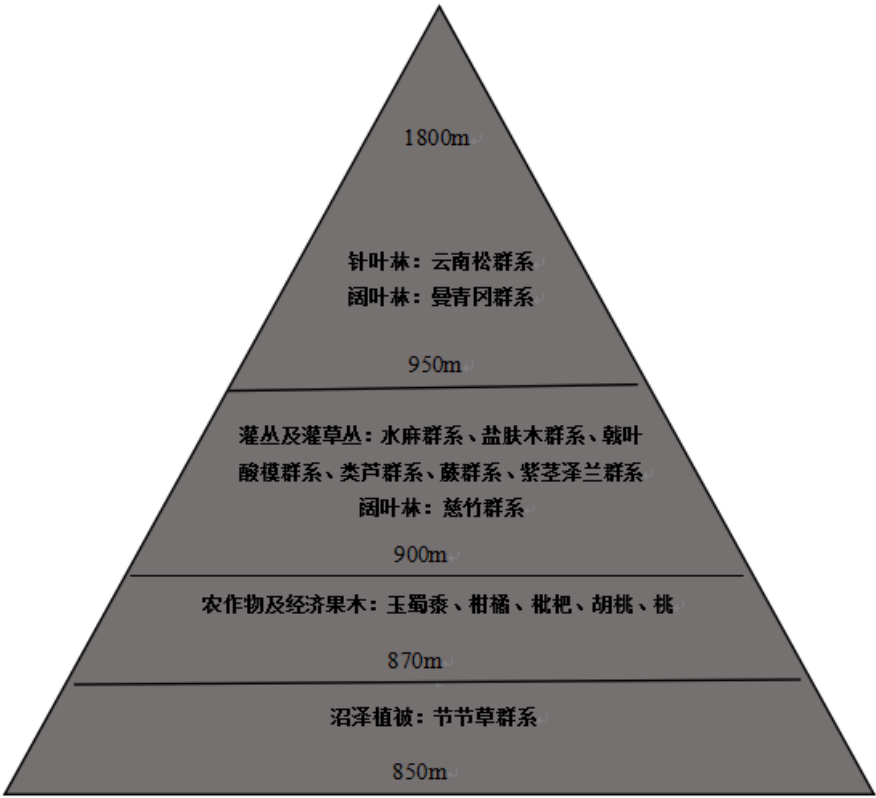 1800m
针叶林：云南松群系
阔叶林：曼青冈群系
950m
灌丛及灌草丛：水麻群系、盐肤木群系、戟叶
酸模群系、类芦群系、蕨群系、紫茎泽兰群系
阔叶林：慈竹群系
900m
农作物及经济果木：玉蜀黍、柑橘、枇杷、胡桃、桃
870m
沼泽植被：节节草群系
850m